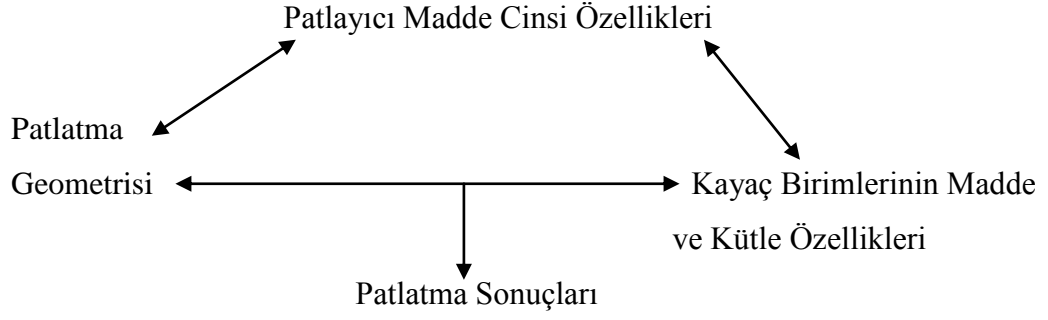 Patlayıcı Madde Cinsi Özellikleri
Patlatma
Geometrisi
Kayaç Birimlerinin Madde
ve Kütle Özellikleri
Patlatma Sonuçları